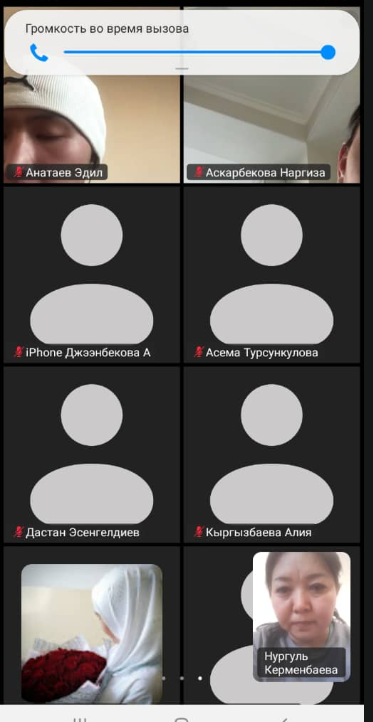 Громкость во время вызова
Анатаев Эдил
Аскарбекова Наргиза
iPhone Джээнбекова А
Асема Турсункулова
Дастан Эсенгелдиев
Кыргызбаева Алия
Нургуль
Керменбаева